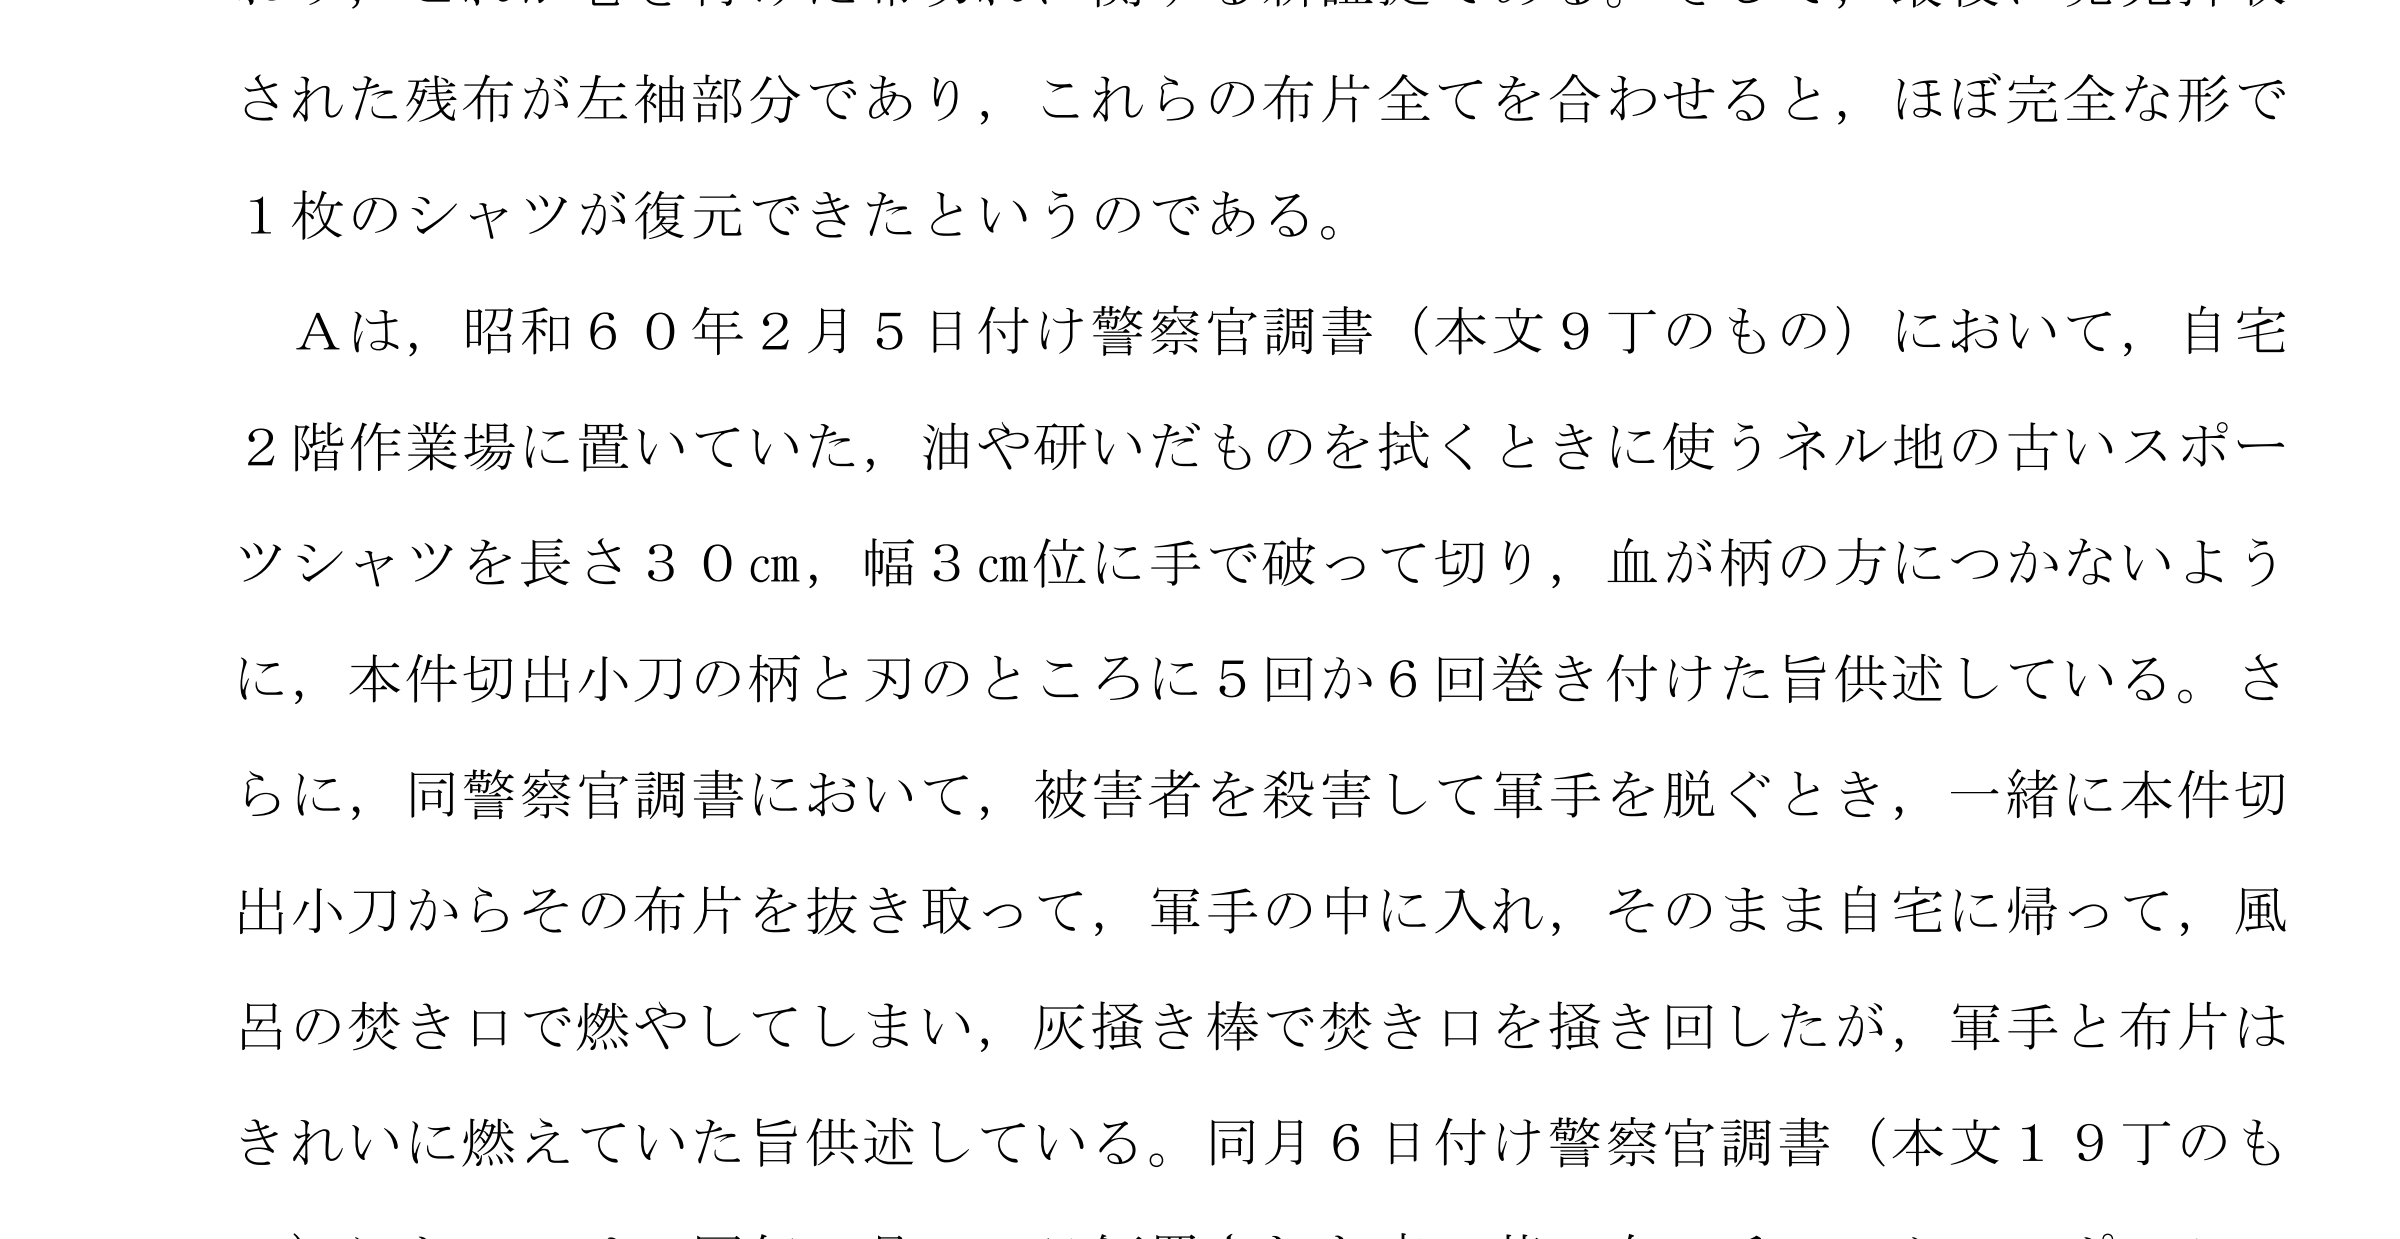 された残布が左袖部分であり，これらの布片全てを合わせると，ほぼ完全な形で
１枚のシャツが復元できたというのである。
　Ａは，昭和６０年２月５日付け警察官調書（本文９丁のもの）において，自宅
２階作業場に置いていた，油や研いだものを拭くときに使うネル地の古いスポー
ツシャツを長さ３０㎝，幅３㎝位に手で破って切り，血が柄の方につかないよう
に，本件切出小刀の柄と刃のところに５回か６回巻き付けた旨供述している。さ
らに，同警察官調書において，被害者を殺害して軍手を脱ぐとき，一緒に本件切
出小刀からその布片を抜き取って，軍手の中に入れ，そのまま自宅に帰って，風
呂の焚き口で燃やしてしまい，灰掻き棒で焚き口を掻き回したが，軍手と布片は
きれいに燃えていた旨供述している。同月６日付け警察官調書（本文１９丁のも